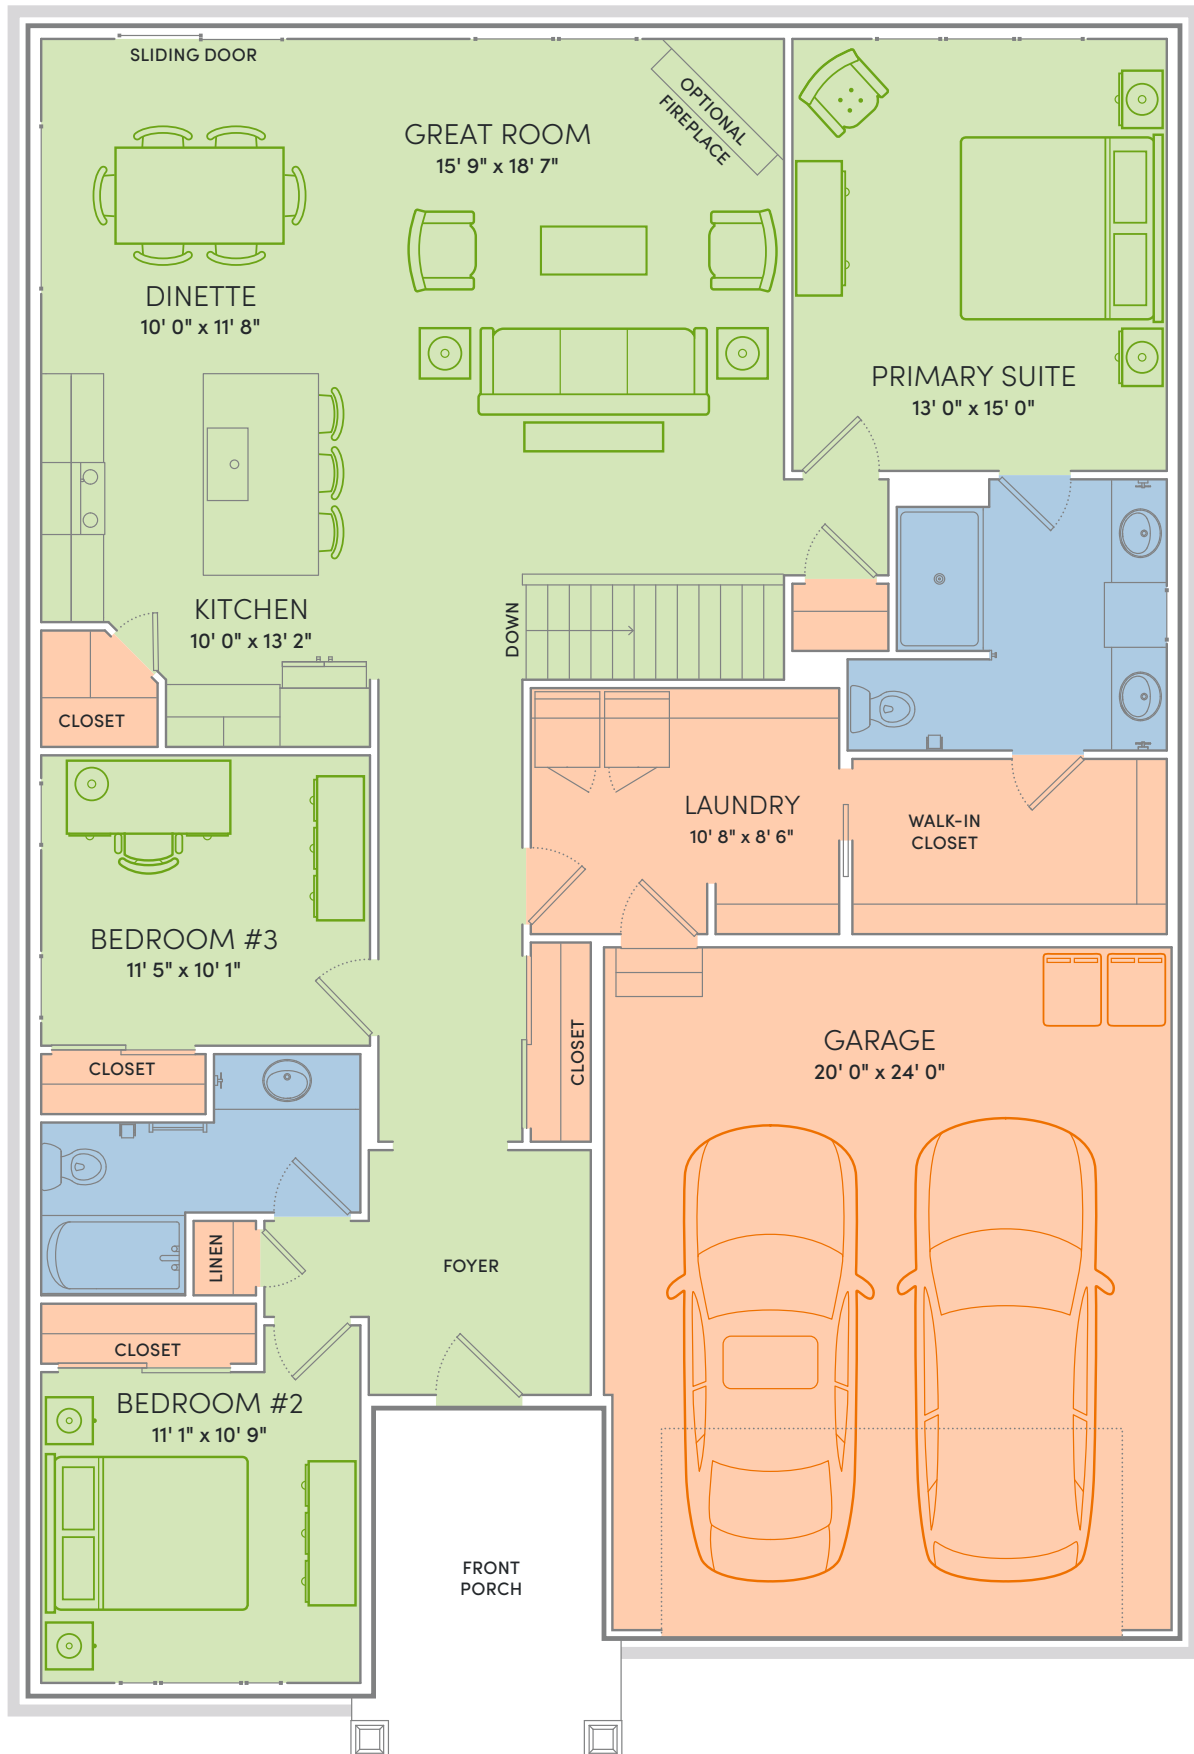 SLIDING DOOR
GREAT ROOM
15' 9" x 18' 7"
OPTIONAL
FIREPLACE
DINETTE
10' 0" x 11' 8"
PRIMARY SUITE
13' 0" x 15' 0"
KITCHEN
10' 0" x 13' 2"
DOWN
CLOSET
LAUNDRY
10' 8" x 8' 6"
WALK-IN
CLOSET
BEDROOM #3
11' 5" x 10' 1"
CLOSET
CLOSET
GARAGE
20' 0" x 24' 0"
LINEN
FOYER
CLOSET
BEDROOM #2
11' 1" x 10' 9"
FRONT
PORCH